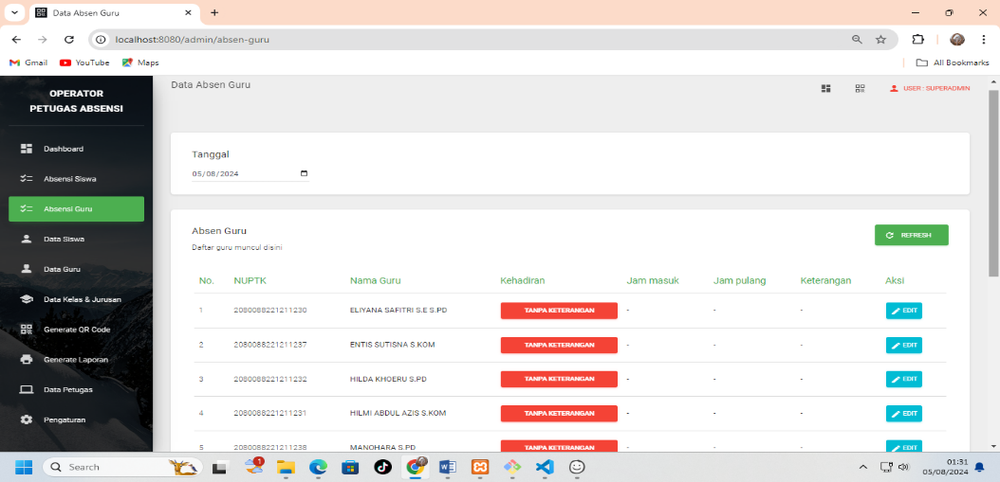 Data Absen Guru
localhost:8080/admin/absen-guru
Gmail YouTube Maps All Bookmarks
OPERATOR
PETUGAS ABSENSI
Dashboard
Absensi Siswa
Absensi Guru
Data Siswa
Data Guru
Data Kelas & Jurusan
Generate QR Code
Generate Laporan
Data Petugas
Pengaturan
Data Absen Guru
USER : SUPERADMIN
Tanggal
05/08/2024
Absen Guru
Daftar guru muncul disini
REFRESH
No. NUPTK Nama Guru Kehadiran Jam masuk Jam pulang Keterangan Aksi
1 2080088221211230 ELIYANA SAFITRI S.E S.PD TANPA KETERANGAN - - - EDIT
2 2080088221211237 ENTIS SUTISNA S.KOM TANPA KETERANGAN - - - EDIT
3 2080088221211232 HILDA KHOERU S.PD TANPA KETERANGAN - - - EDIT
4 2080088221211231 HILMI ABDUL AZIS S.KOM TANPA KETERANGAN - - - EDIT
5 2080088221211238 MANOHARA S.PD TANPA KETERANGAN - - - EDIT
Search
1
01:31
05/08/2024